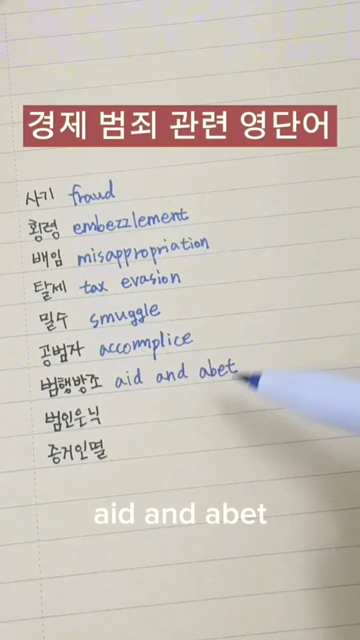 경제 범죄 관련 영단어
사기 fraud
횡령 embezzlement
배임 misappropriation
탈세 tax evasion
밀수 smuggle
공범자 accomplice
범행방조 aid and abet
범인은닉
증거인멸
aid and abet